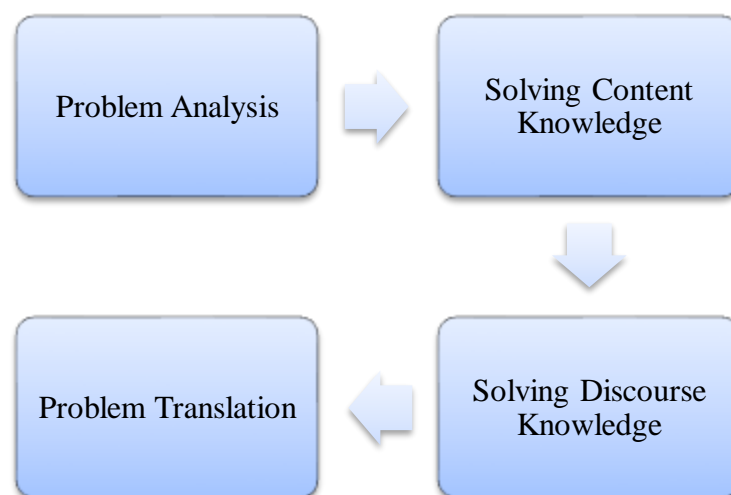 Problem Analysis
Solving Content
Knowledge
Solving Discourse
Knowledge
Problem Translation